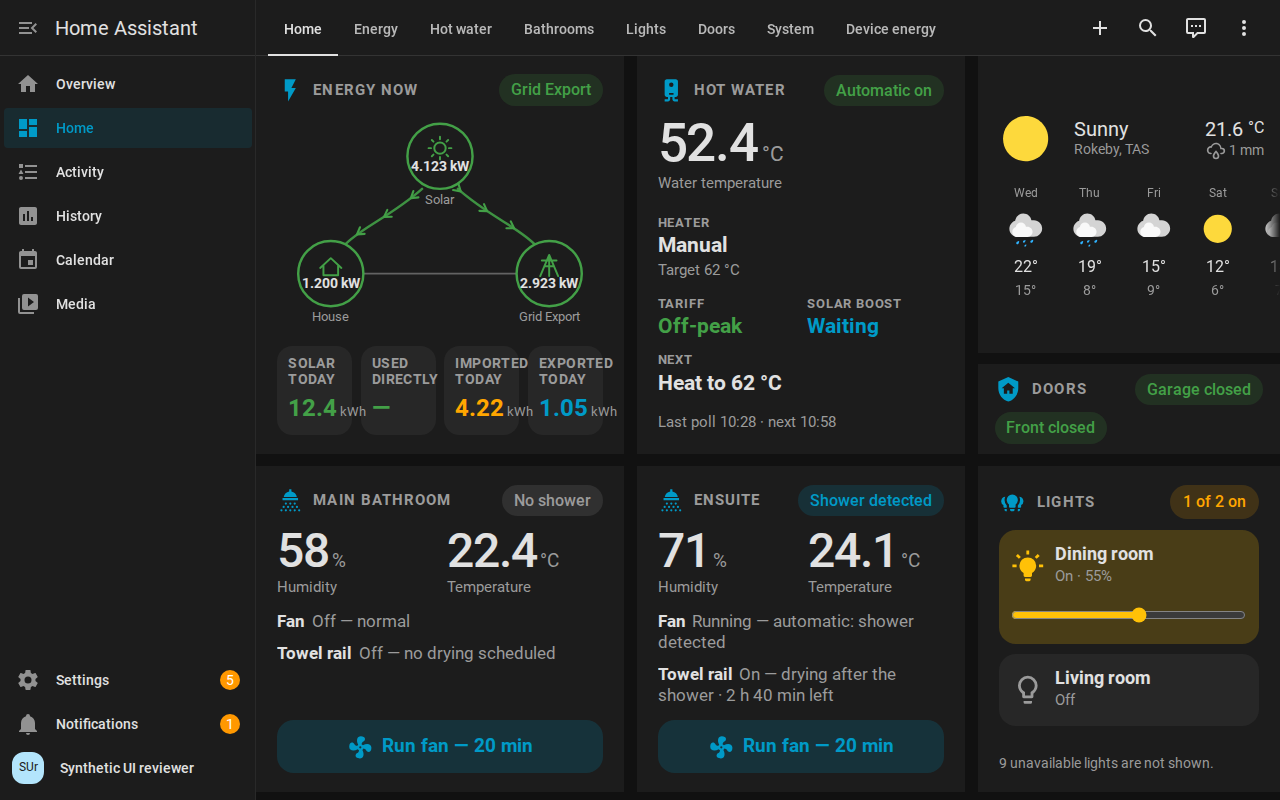 Home Assistant
Home Energy Hot water Bathrooms Lights Doors System Device energy
Overview
Home
Activity
History
Calendar
Media
Settings 5
Notifications 1
SUr Synthetic UI reviewer
ENERGY NOW Grid Export
4.123 kW
Solar
1.200 kW 2.923 kW
House Grid Export
SOLAR TODAY
12.4 kWh
USED DIRECTLY
—
IMPORTED TODAY
4.22 kWh
EXPORTED TODAY
1.05 kWh
HOT WATER Automatic on
52.4 °C
Water temperature
HEATER
Manual
Target 62 °C
TARIFF SOLAR BOOST
Off-peak Waiting
NEXT
Heat to 62 °C
Last poll 10:28 · next 10:58
Sunny 21.6 °C
Rokeby, TAS 1 mm
Wed Thu Fri Sat
22° 19° 15° 12°
15° 8° 9° 6°
DOORS Garage closed
Front closed
MAIN BATHROOM No shower
58 % 22.4 °C
Humidity Temperature
Fan Off — normal
Towel rail Off — no drying scheduled
Run fan — 20 min
ENSUITE Shower detected
71 % 24.1 °C
Humidity Temperature
Fan Running — automatic: shower
detected
Towel rail On — drying after the
shower · 2 h 40 min left
Run fan — 20 min
LIGHTS 1 of 2 on
Dining room
On · 55%
Living room
Off
9 unavailable lights are not shown.